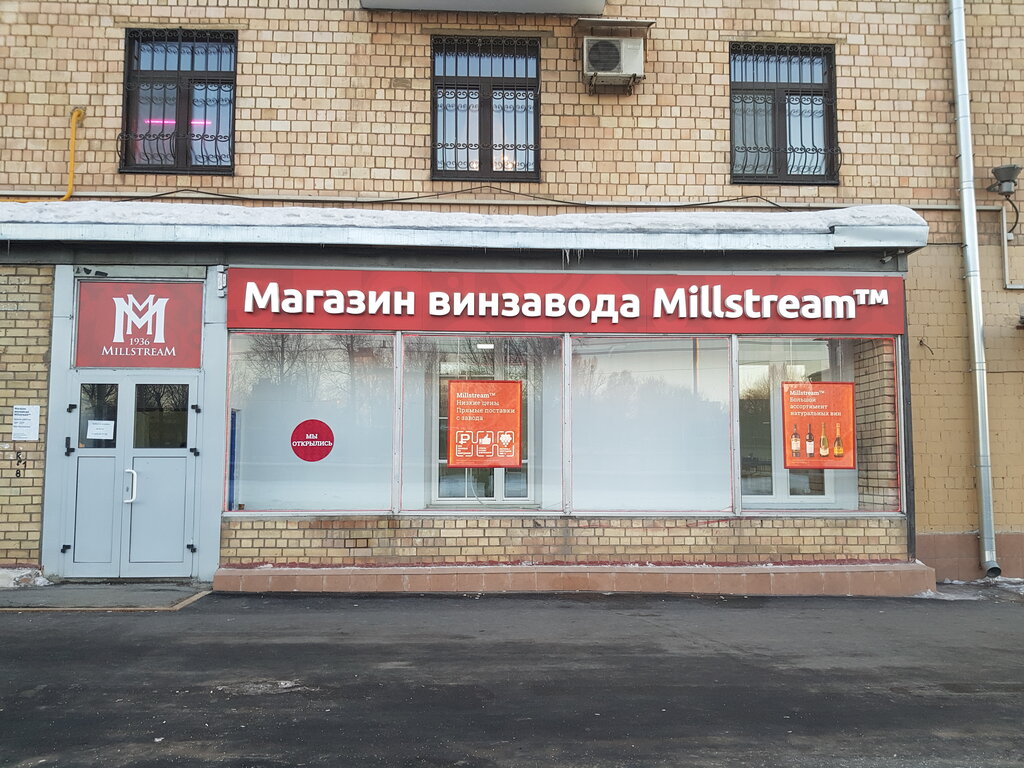 Магазин винзавода Millstream™
1936
MILLSTREAM
МЫ
ОТКРЫЛИСЬ
Millstream™
Низкие цены
Прямые поставки
с завода
Millstream™
Большой
ассортимент
натуральных вин